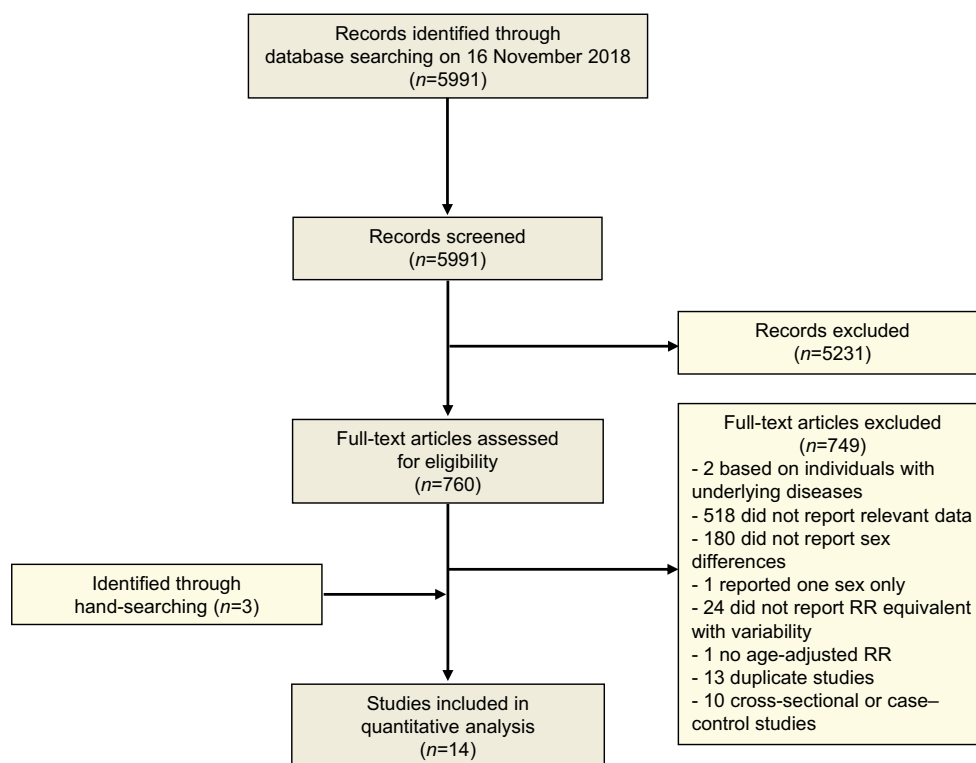 Records identified through
database searching on 16 November 2018
(n=5991)
Records screened
(n=5991)
Records excluded
(n=5231)
Full-text articles assessed
for eligibility
(n=760)
Full-text articles excluded
(n=749)
- 2 based on individuals with
underlying diseases
- 518 did not report relevant data
- 180 did not report sex
differences
- 1 reported one sex only
- 24 did not report RR equivalent
with variability
- 1 no age-adjusted RR
- 13 duplicate studies
- 10 cross-sectional or case–
control studies
Identified through
hand-searching (n=3)
Studies included in
quantitative analysis
(n=14)